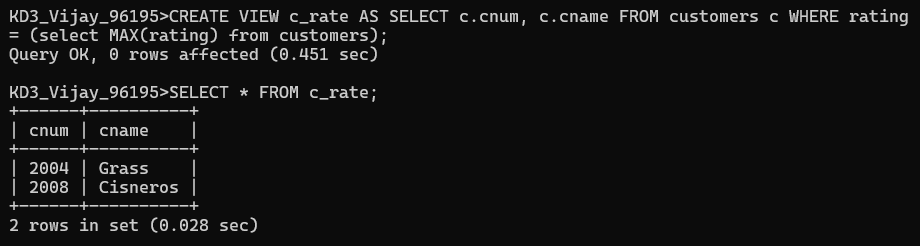 KD3_Vijay_96195>CREATE VIEW c_rate AS SELECT c.cnum, c.cname FROM customers c WHERE rating
= (select MAX(rating) from customers);
Query OK, 0 rows affected (0.451 sec)

KD3_Vijay_96195>SELECT * FROM c_rate;
+------+----------+
| cnum | cname    |
+------+----------+
| 2004 | Grass    |
| 2008 | Cisneros |
+------+----------+
2 rows in set (0.028 sec)